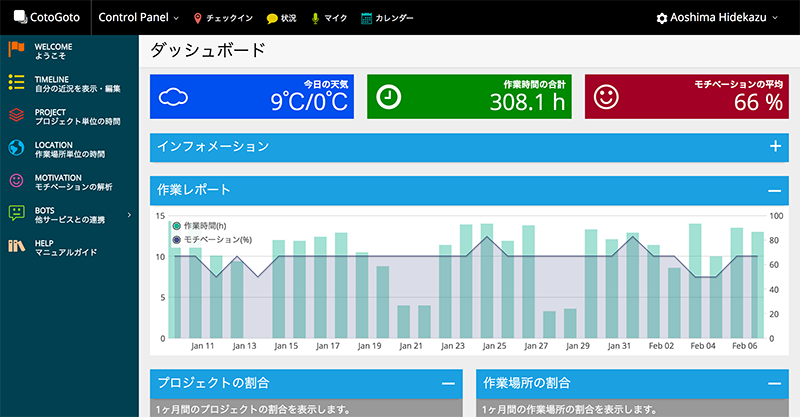 CotoGoto
Control Panel
チェックイン
状況
マイク
カレンダー
Aoshima Hidekazu
WELCOME
ようこそ
TIMELINE
自分の近況を表示・編集
PROJECT
プロジェクト単位の時間
LOCATION
作業場所単位の時間
MOTIVATION
モチベーションの解析
BOTS
他サービスとの連携
HELP
マニュアルガイド
ダッシュボード
今日の天気
9℃/0℃
作業時間の合計
308.1 h
モチベーションの平均
66 %
インフォメーション
作業レポート
作業時間(h)
モチベーション(%)
15
10
5
0
100
80
60
40
20
0
Jan 11
Jan 13
Jan 15
Jan 17
Jan 19
Jan 21
Jan 23
Jan 25
Jan 27
Jan 29
Jan 31
Feb 02
Feb 04
Feb 06
プロジェクトの割合
1ヶ月間のプロジェクトの割合を表示します。
作業場所の割合
1ヶ月間の作業場所の割合を表示します。